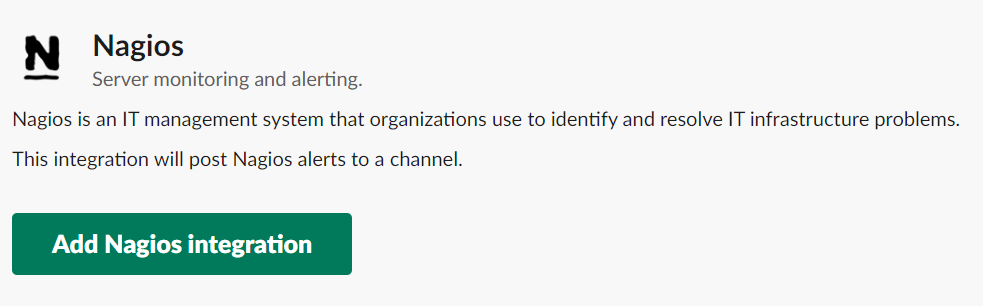 N
Nagios
Server monitoring and alerting.
Nagios is an IT management system that organizations use to identify and resolve IT infrastructure problems.
This integration will post Nagios alerts to a channel.
Add Nagios integration